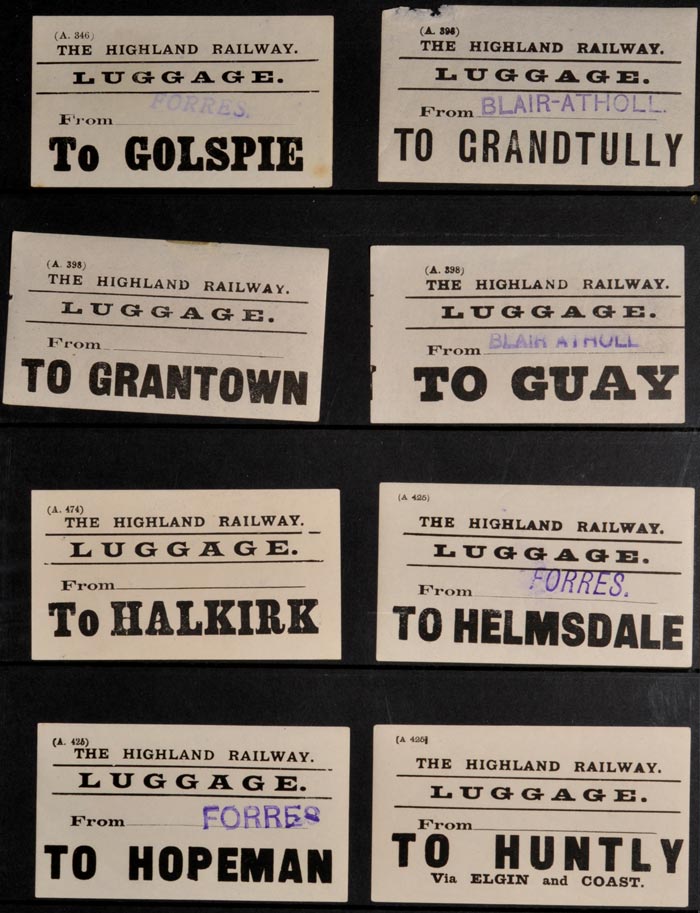 (A. 346)
THE HIGHLAND RAILWAY.
LUGGAGE.
From FORRES.
To GOLSPIE
(A. 398)
THE HIGHLAND RAILWAY.
LUGGAGE.
From BLAIR-ATHOLL.
TO GRANDTULLY
(A. 398)
THE HIGHLAND RAILWAY.
LUGGAGE.
From
TO GRANTOWN
(A. 398)
THE HIGHLAND RAILWAY.
LUGGAGE.
From BLAIR ATHOLL
TO GUAY
(A. 474)
THE HIGHLAND RAILWAY.
LUGGAGE.
From
To HALKIRK
(A 425)
THE HIGHLAND RAILWAY.
LUGGAGE.
From FORRES.
TO HELMSDALE
(A. 425)
THE HIGHLAND RAILWAY.
LUGGAGE.
From FORRES
TO HOPEMAN
(A 425)
THE HIGHLAND RAILWAY.
LUGGAGE.
From
TO HUNTLY
Via ELGIN and COAST.